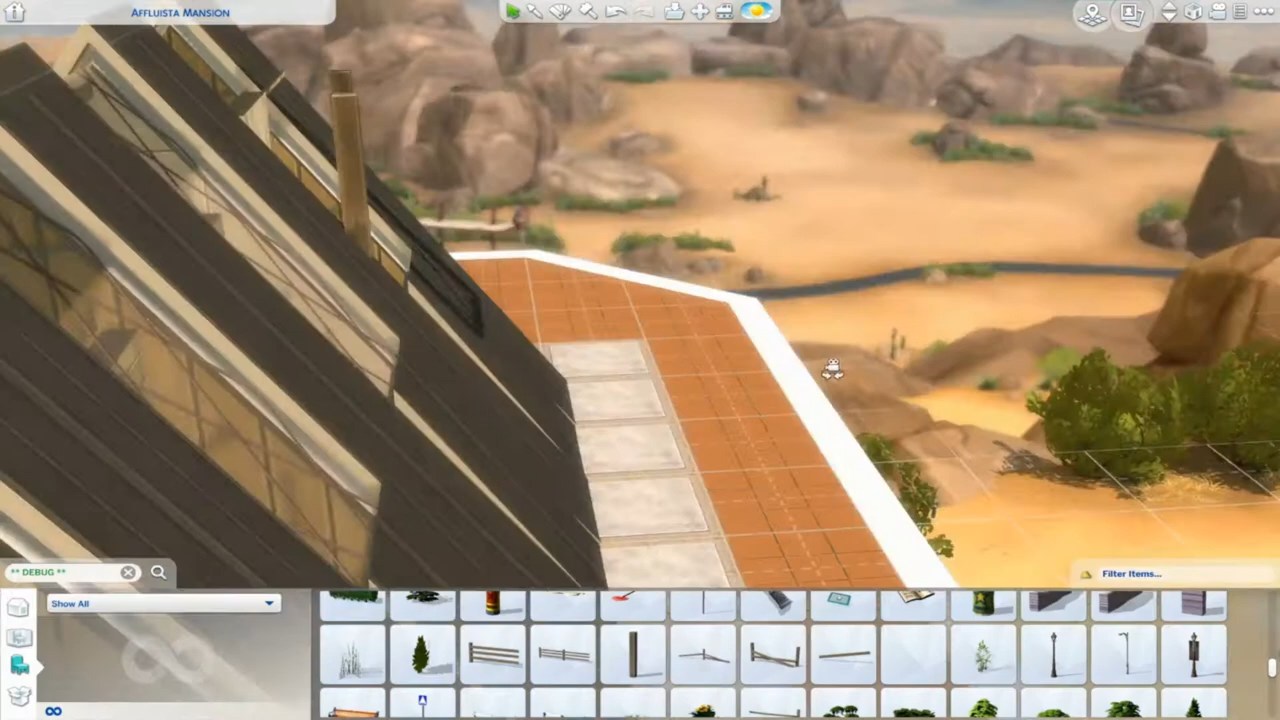 AFFLUISTA MANSION
** DEBUG **
Filter Items...
Show All